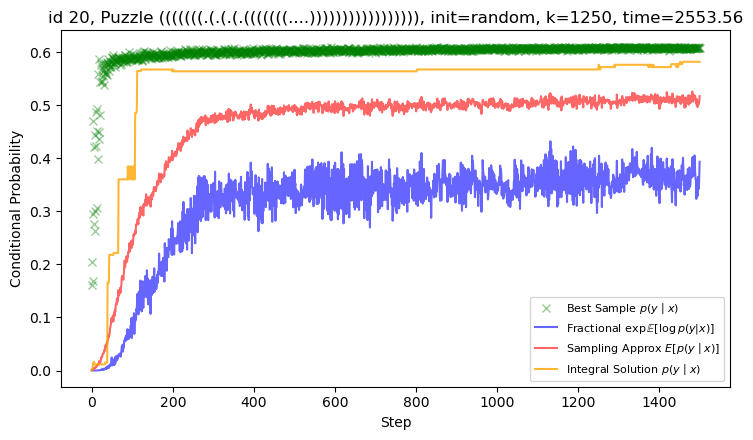 id 20, Puzzle (((((((.(.(.(.(((((((....))))))))))))))))), init=random, k=1250, time=2553.56
0.6
0.5
0.4
0.3
0.2
0.1
0.0
Conditional Probability
0 200 400 600 800 1000 1200 1400
Step
Best Sample p(y | x)
Fractional exp 𝔼[log p(y|x)]
Sampling Approx E[p(y | x)]
Integral Solution p(y | x)